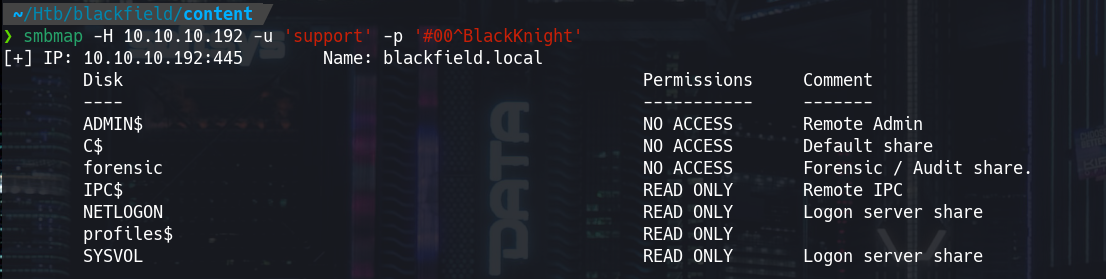 ~/Htb/blackfield/content
❯ smbmap -H 10.10.10.192 -u 'support' -p '#00^BlackKnight'
[+] IP: 10.10.10.192:445        Name: blackfield.local
        Disk                                                    Permissions     Comment
        ----                                                    -----------     -------
        ADMIN$                                                  NO ACCESS       Remote Admin
        C$                                                      NO ACCESS       Default share
        forensic                                                NO ACCESS       Forensic / Audit share.
        IPC$                                                    READ ONLY       Remote IPC
        NETLOGON                                                READ ONLY       Logon server share
        profiles$                                               READ ONLY
        SYSVOL                                                  READ ONLY       Logon server share
DATA